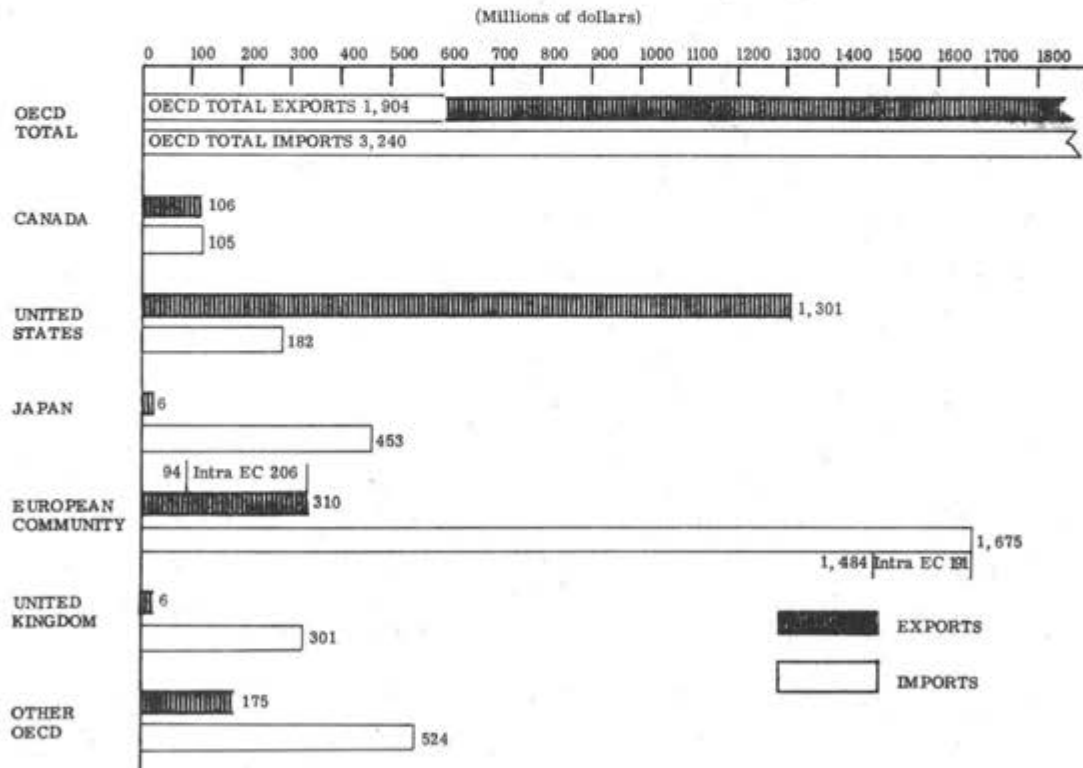 (Millions of dollars)
0 100 200 300 400 500 600 700 800 900 1000 1100 1200 1300 1400 1500 1600 1700 1800
OECD
TOTAL
OECD TOTAL EXPORTS 1,904
OECD TOTAL IMPORTS 3,240
CANADA
106
105
UNITED
STATES
1,301
182
JAPAN
6
453
94 Intra EC 206
EUROPEAN
COMMUNITY
310
1,675
1,484 Intra EC 191
UNITED
KINGDOM
6
301
EXPORTS
IMPORTS
OTHER
OECD
175
524